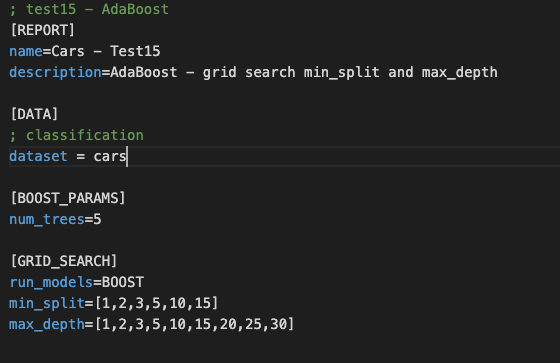 ; test15 - AdaBoost
[REPORT]
name=Cars - Test15
description=AdaBoost - grid search min_split and max_depth
[DATA]
; classification
dataset = cars
[BOOST_PARAMS]
num_trees=5
[GRID_SEARCH]
run_models=BOOST
min_split=[1,2,3,5,10,15]
max_depth=[1,2,3,5,10,15,20,25,30]